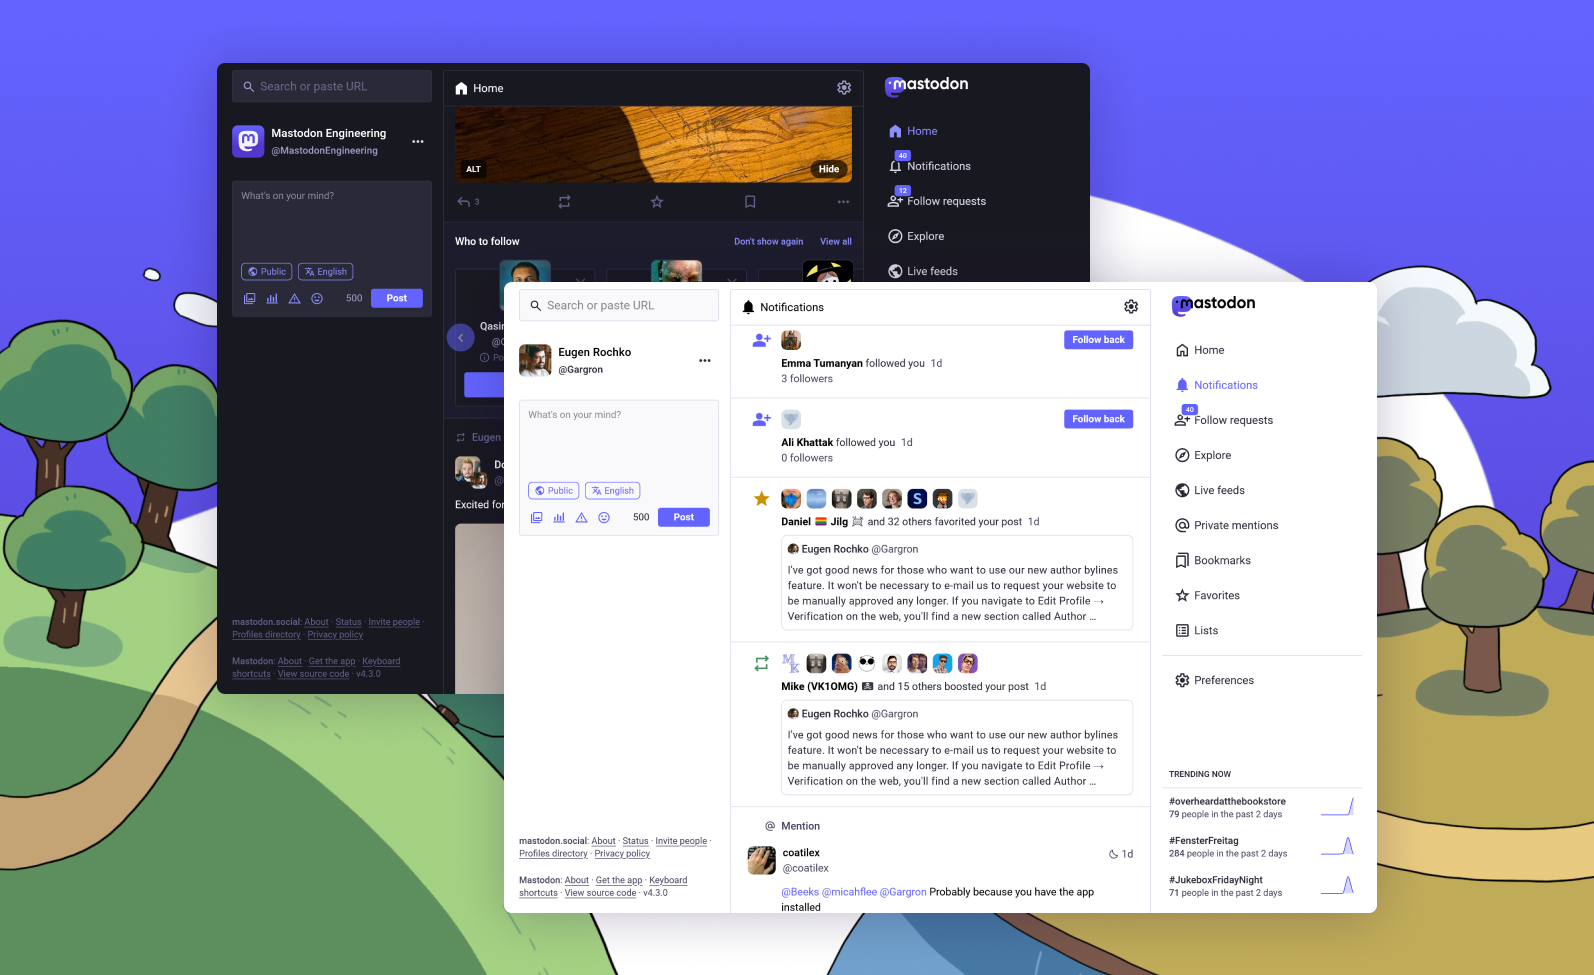 Search or paste URL
Mastodon Engineering
@MastodonEngineering
What's on your mind?
Public English
500 Post
mastodon.social: About · Status · Invite people ·
Profiles directory · Privacy policy
Mastodon: About · Get the app · Keyboard
shortcuts · View source code · v4.3.0
Home
ALT
Hide
3
Who to follow
Don't show again View all
Qasim
Eugen
Excited for
mastodon
Home
40
Notifications
12
Follow requests
Explore
Live feeds
Search or paste URL
Eugen Rochko
@Gargron
What's on your mind?
Public English
500 Post
mastodon.social: About · Status · Invite people ·
Profiles directory · Privacy policy
Mastodon: About · Get the app · Keyboard
shortcuts · View source code · v4.3.0
Notifications
Follow back
Emma Tumanyan followed you 1d
3 followers
Follow back
Ali Khattak followed you 1d
0 followers
S
Daniel 🏳️‍🌈 Jilg and 32 others favorited your post 1d
Eugen Rochko @Gargron
I've got good news for those who want to use our new author bylines
feature. It won't be necessary to e-mail us to request your website to
be manually approved any longer. If you navigate to Edit Profile →
Verification on the web, you'll find a new section called Author ...
MK
Mike (VK1OMG) and 15 others boosted your post 1d
Eugen Rochko @Gargron
I've got good news for those who want to use our new author bylines
feature. It won't be necessary to e-mail us to request your website to
be manually approved any longer. If you navigate to Edit Profile →
Verification on the web, you'll find a new section called Author ...
@ Mention
coatilex
1d
@coatilex
@Beeks @micahflee @Gargron Probably because you have the app
installed
mastodon
Home
Notifications
40
Follow requests
Explore
Live feeds
Private mentions
Bookmarks
Favorites
Lists
Preferences
TRENDING NOW
#overheardatthebookstore
79 people in the past 2 days
#FensterFreitag
284 people in the past 2 days
#JukeboxFridayNight
71 people in the past 2 days